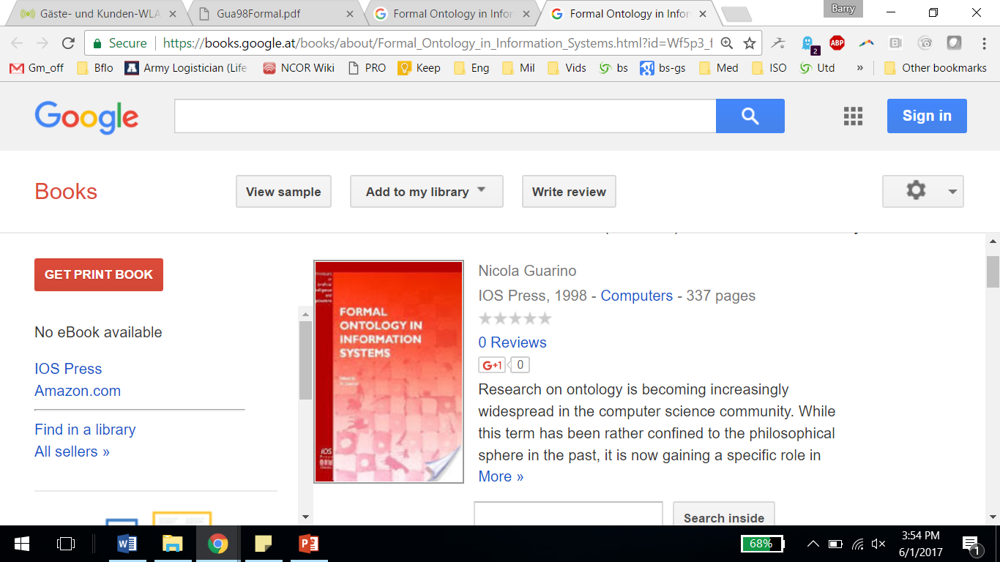 Gäste- und Kunden-WLA
Gua98Formal.pdf
Formal Ontology in Infor
Formal Ontology in Infor
Barry
Secure
https://books.google.at/books/about/Formal_Ontology_in_Information_Systems.html?id=Wf5p3_f
2
ABP
Gm_off
Bflo
Army Logistician (Life
NCOR Wiki
PRO
Keep
Eng
Mil
Vids
bs
bs-gs
Med
ISO
Utd
»
Other bookmarks
Google
Sign in
Books
View sample
Add to my library
Write review
GET PRINT BOOK
No eBook available
IOS Press
Amazon.com
Find in a library
All sellers »
FORMAL
ONTOLOGY IN
INFORMATION
SYSTEMS
IOS
Nicola Guarino
IOS Press, 1998 - Computers - 337 pages
0 Reviews
G+1 0
Research on ontology is becoming increasingly
widespread in the computer science community. While
this term has been rather confined to the philosophical
sphere in the past, it is now gaining a specific role in
More »
Search inside
68%
3:54 PM
6/1/2017
1